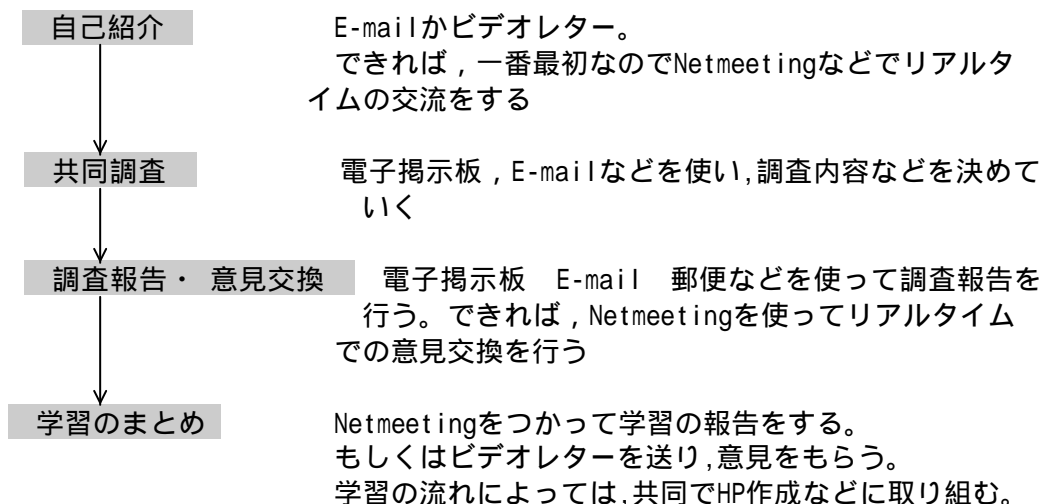 自己紹介 E-mailかビデオレター。
できれば，一番最初なのでNetmeetingなどでリアルタ
イムの交流をする
共同調査 電子掲示板，E-mailなどを使い,調査内容などを決めて
いく
調査報告・ 意見交換 電子掲示板 E-mail 郵便などを使って調査報告を
行う。できれば，Netmeetingを使ってリアルタイム
での意見交換を行う
学習のまとめ Netmeetingをつかって学習の報告をする。
もしくはビデオレターを送り,意見をもらう。
学習の流れによっては,共同でHP作成などに取り組む。